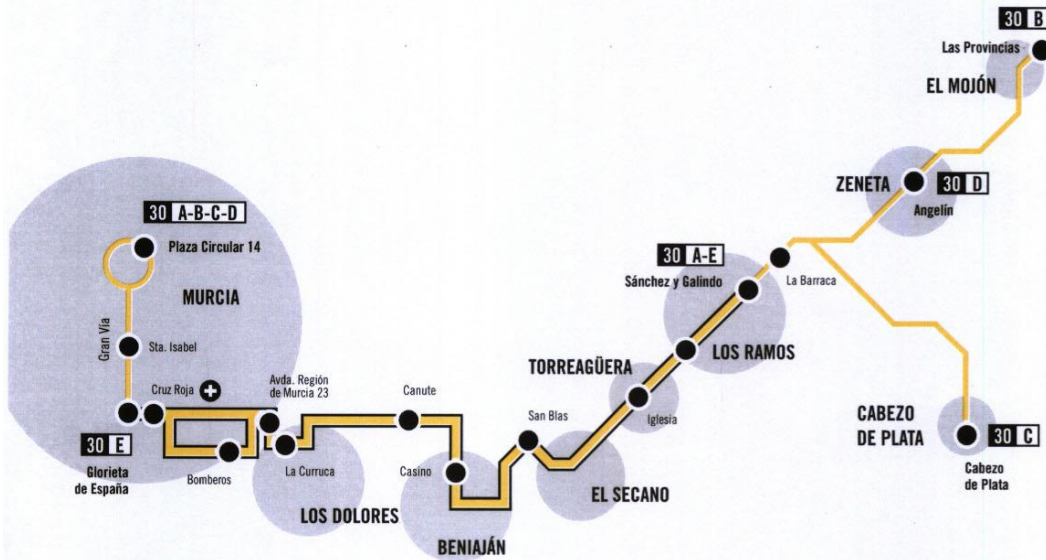 30 B
Las Provincias
EL MOJÓN
ZENETA
30 D
Angelín
30 A-B-C-D
Plaza Circular 14
MURCIA
Gran Vía
Sta. Isabel
Cruz Roja
30 E
Glorieta
de España
Bomberos
Avda. Región
de Murcia 23
La Curruca
LOS DOLORES
Canute
Casino
BENIAJÁN
San Blas
EL SECANO
TORREAGÜERA
Iglesia
30 A-E
Sánchez y Galindo
LOS RAMOS
La Barraca
CABEZO
DE PLATA
30 C
Cabezo
de Plata